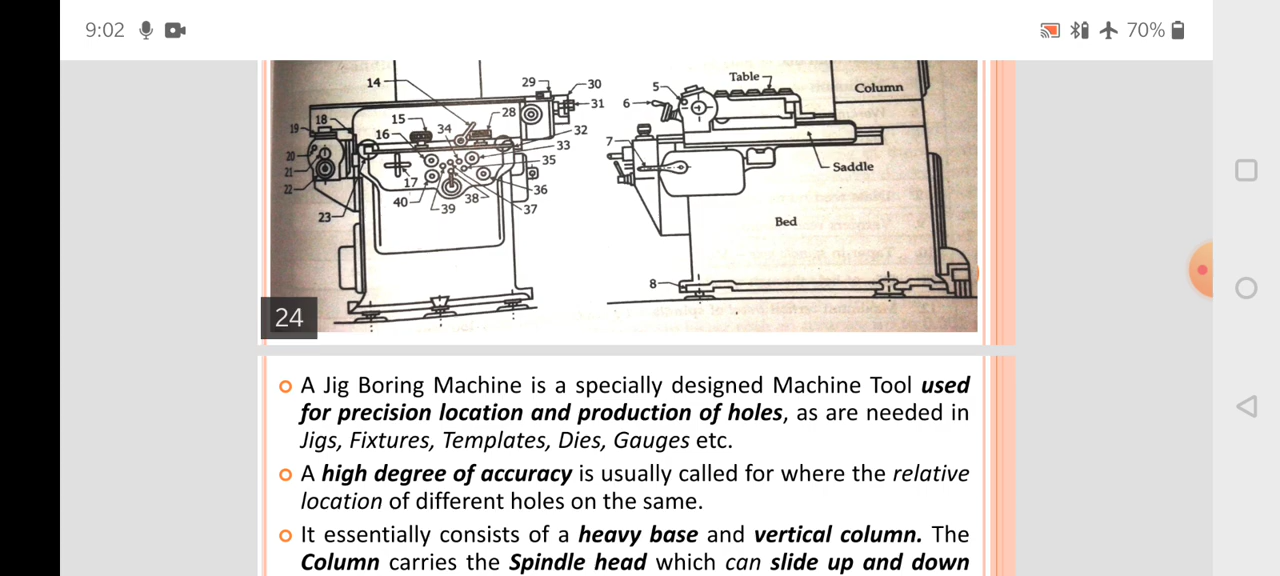 9:02
70%
14
29
30
31
18
15
28
19
16
34
32
33
20
35
21
22
17
36
40
38
23
39
37
5
Table
Column
6
7
Saddle
Bed
8
24
A Jig Boring Machine is a specially designed Machine Tool used
for precision location and production of holes, as are needed in
Jigs, Fixtures, Templates, Dies, Gauges etc.
A high degree of accuracy is usually called for where the relative
location of different holes on the same.
It essentially consists of a heavy base and vertical column. The
Column carries the Spindle head which can slide up and down